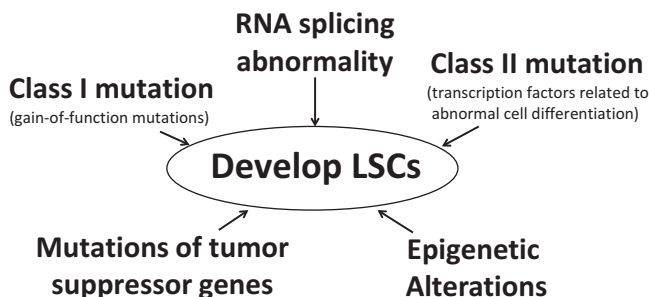 RNA splicing
abnormality
Class I mutation
(gain-of-function mutations)
Class II mutation
(transcription factors related to
abnormal cell differentiation)
Develop LSCs
Mutations of tumor
suppressor genes
Epigenetic
Alterations